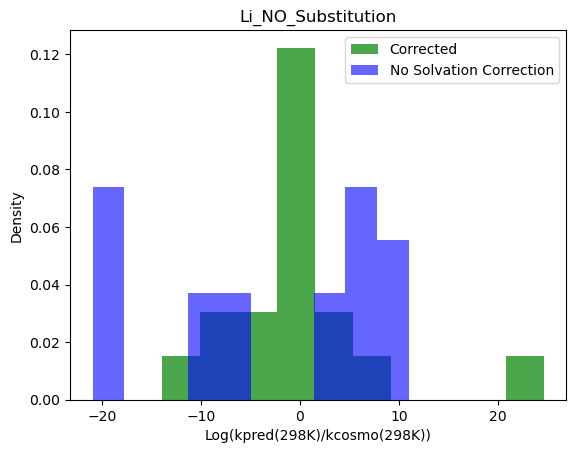 Li_NO_Substitution
Corrected
No Solvation Correction
Density
0.12
0.10
0.08
0.06
0.04
0.02
0.00
−20
−10
0
10
20
Log(kpred(298K)/kcosmo(298K))